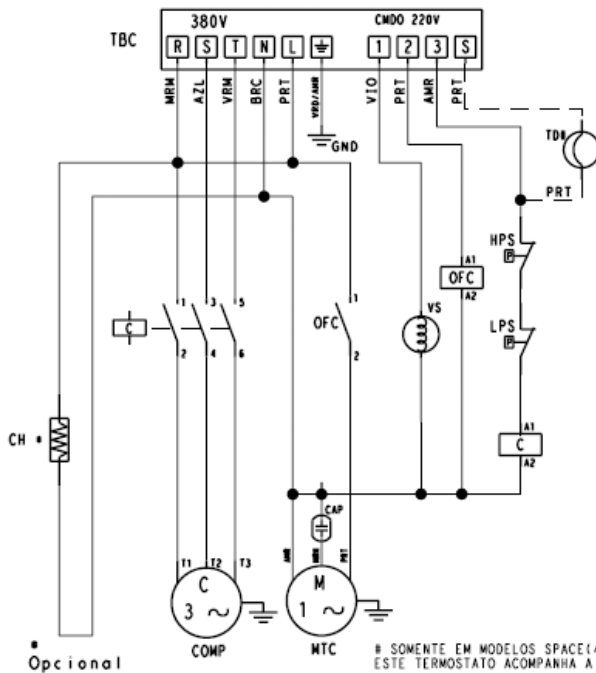 380V
CMDO 220V
TBC
R S T N L 1 2 3 S
MRM AZL VRM BRC PRT VRD/AMR VIO PRT AMR PRT
GND
TD#
PRT
HPS
P
A1
OFC
A2
1 3 5
C
2 4 6
OFC
1
2
VS
LPS
P
CH *
A1
C
A2
CAP
AMR
PRT
T1 T2 T3
C
3 ~
COMP
M
1 ~
MTC
*
Opcional
# SOMENTE EM MODELOS SPACE(
ESTE TERMOSTATO ACOMPANHA A